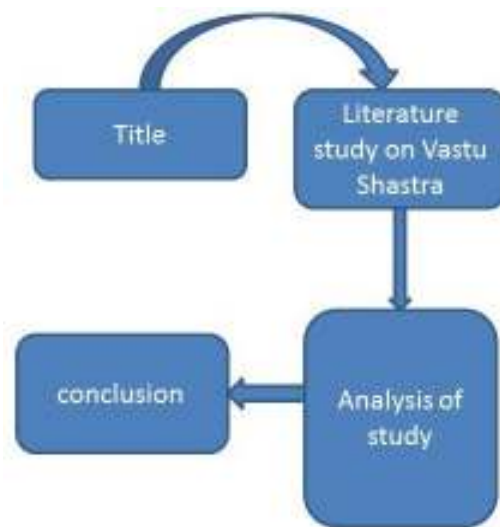 Title
Literature
study on Vastu
Shastra
Analysis of
study
conclusion